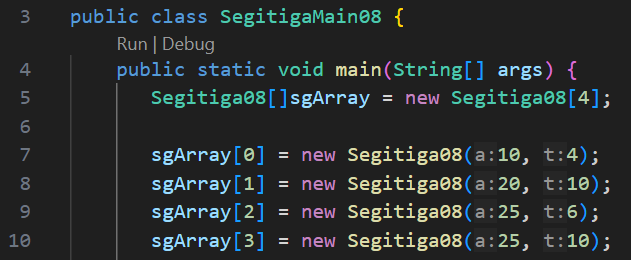 3 public class SegitigaMain08 {
Run | Debug
4 public static void main(String[] args) {
5 Segitiga08[]sgArray = new Segitiga08[4];
6
7 sgArray[0] = new Segitiga08(a:10, t:4);
8 sgArray[1] = new Segitiga08(a:20, t:10);
9 sgArray[2] = new Segitiga08(a:25, t:6);
10 sgArray[3] = new Segitiga08(a:25, t:10);